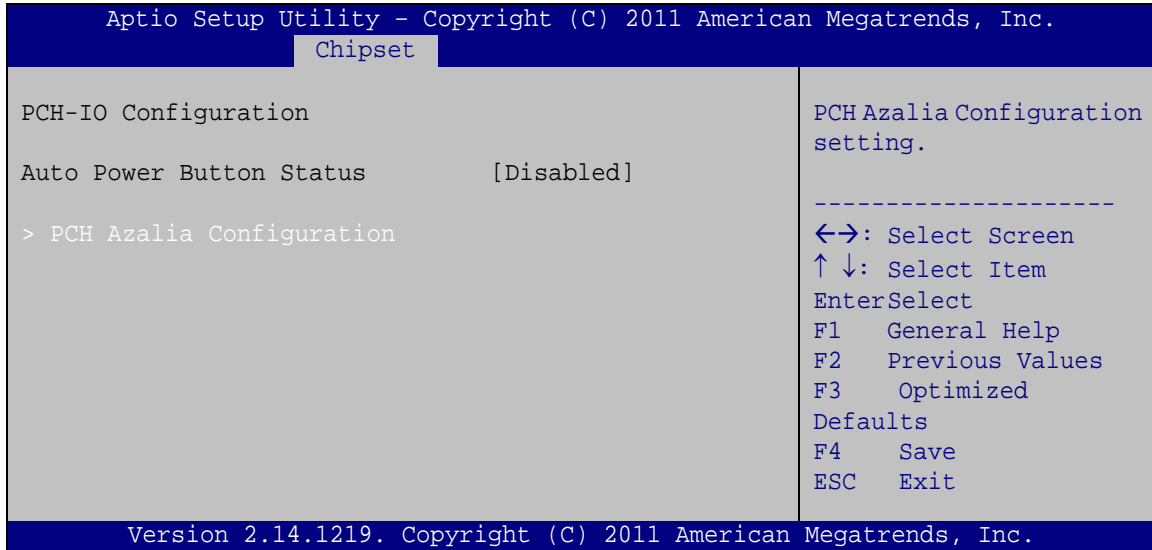 Aptio Setup Utility – Copyright (C) 2011 American Megatrends, Inc.
Chipset
PCH-IO Configuration
Auto Power Button Status [Disabled]
> PCH Azalia Configuration
PCH Azalia Configuration
setting.
---------------------
←→: Select Screen
↑ ↓: Select Item
EnterSelect
F1 General Help
F2 Previous Values
F3 Optimized
Defaults
F4 Save
ESC Exit
Version 2.14.1219. Copyright (C) 2011 American Megatrends, Inc.